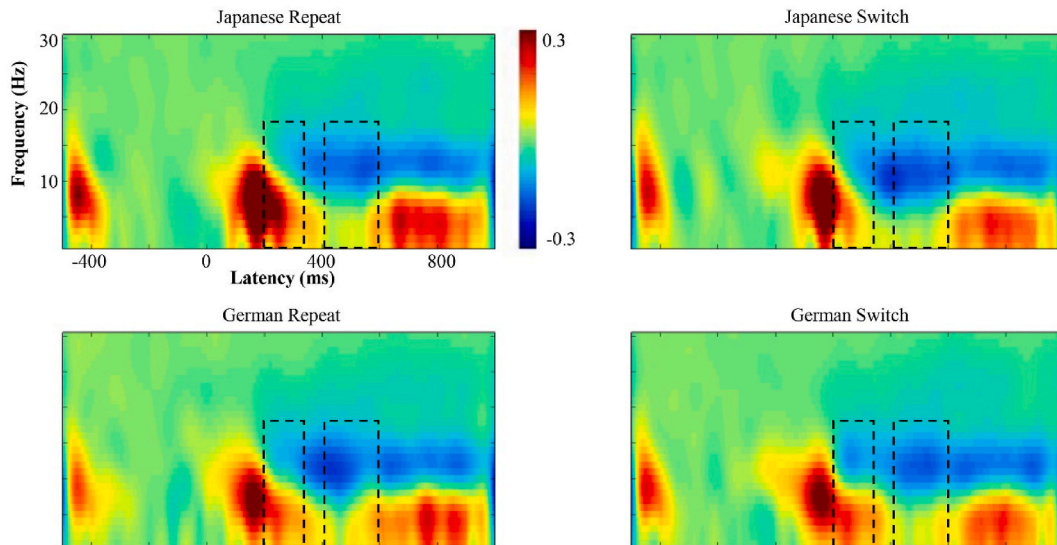 Japanese Repeat
Japanese Switch
30
20
10
Frequency (Hz)
0.3
-0.3
-400
0
400
800
Latency (ms)
German Repeat
German Switch